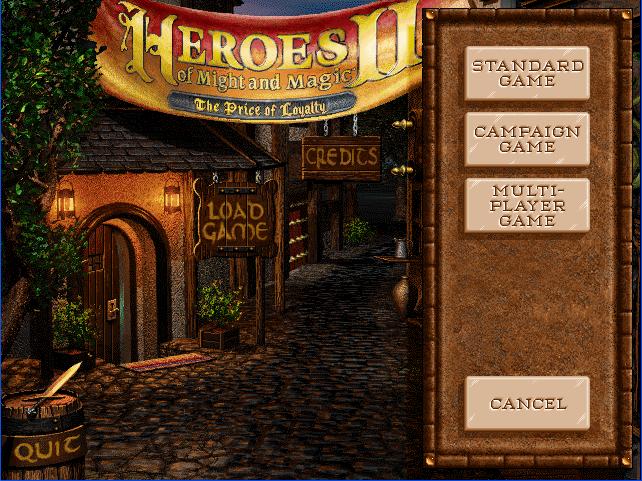 HEROES II
of Might and Magic
The Price of Loyalty
CREDITS
LOAD
GAME
QUIT
STANDARD
GAME
CAMPAIGN
GAME
MULTI-
PLAYER
GAME
CANCEL